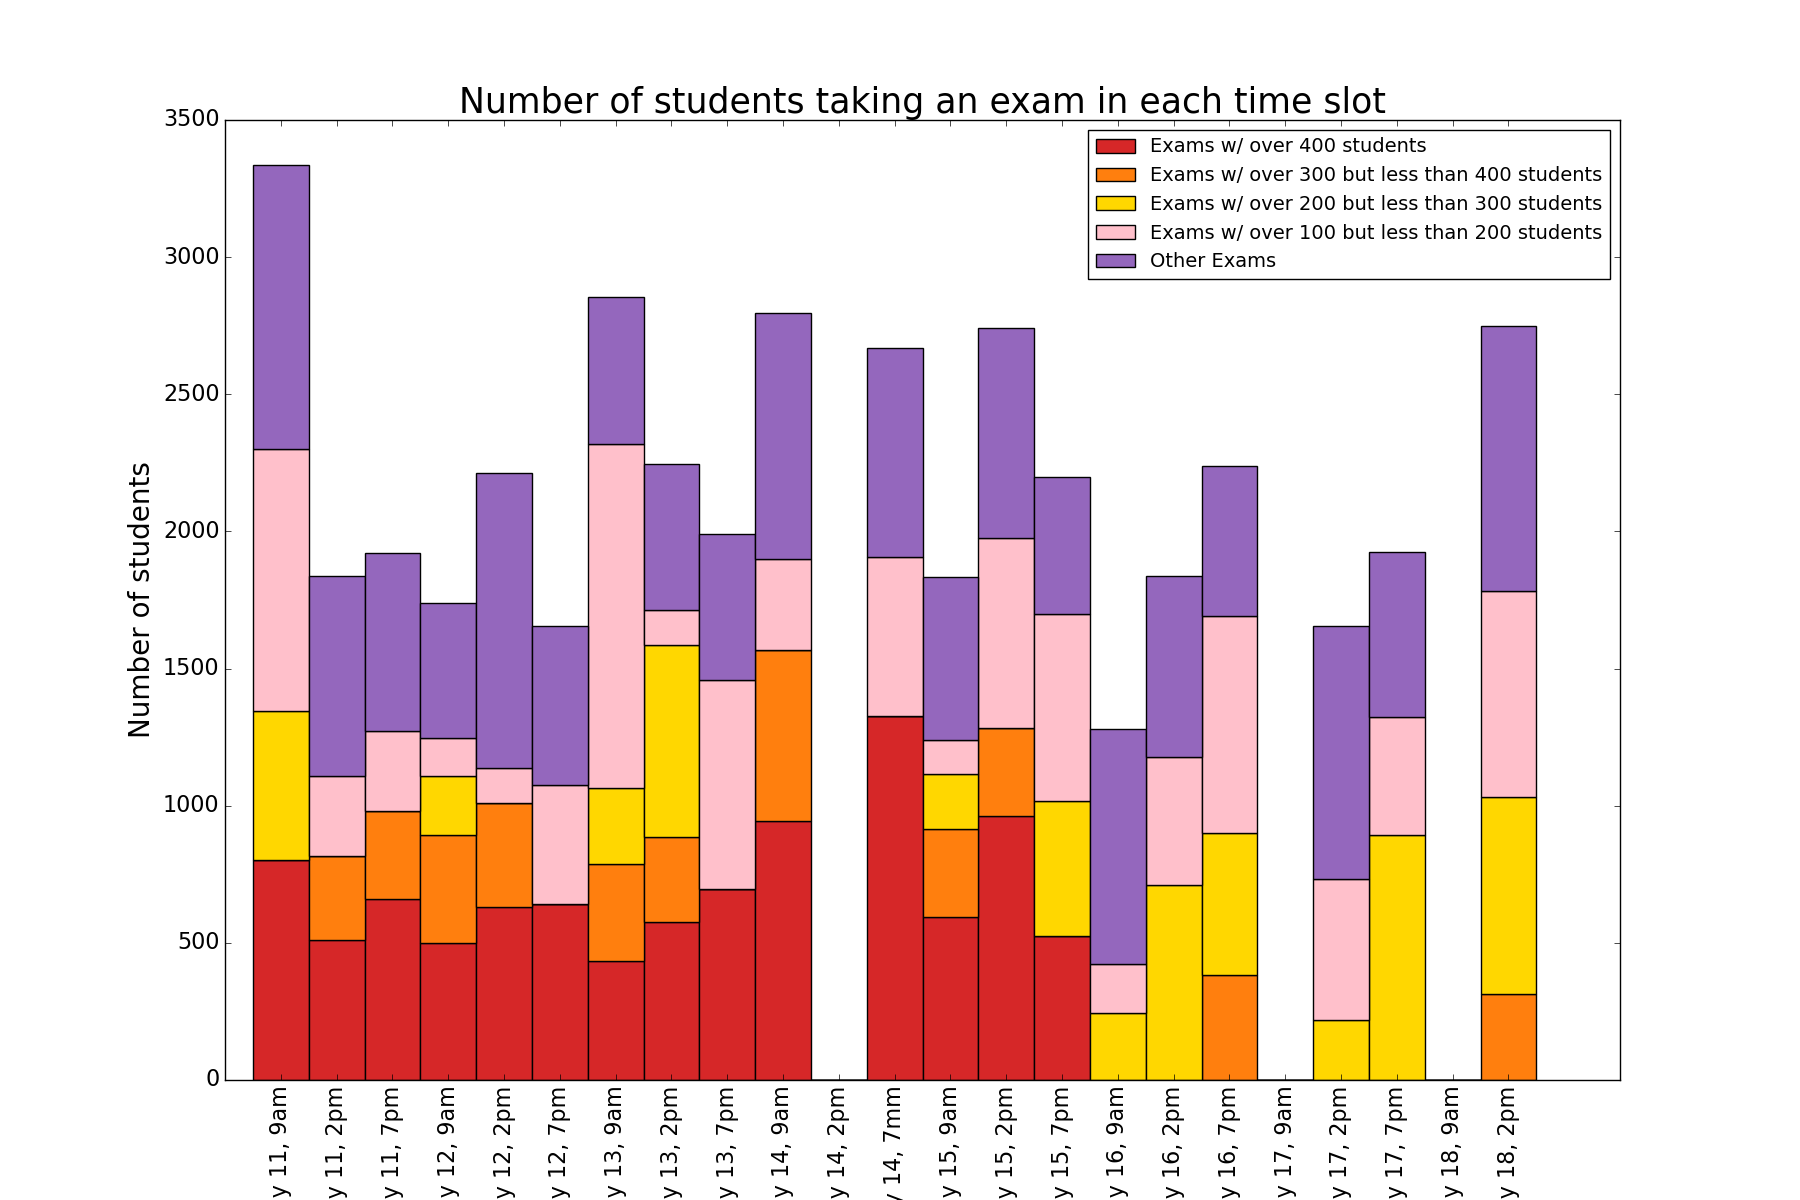 Number of students taking an exam in each time slot
Exams w/ over 400 students
Exams w/ over 300 but less than 400 students
Exams w/ over 200 but less than 300 students
Exams w/ over 100 but less than 200 students
Other Exams
Number of students
3500
3000
2500
2000
1500
1000
500
0
y 11, 9am
y 11, 2pm
y 11, 7pm
y 12, 9am
y 12, 2pm
y 12, 7pm
y 13, 9am
y 13, 2pm
y 13, 7pm
y 14, 9am
y 14, 2pm
y 14, 7mm
y 15, 9am
y 15, 2pm
y 15, 7pm
y 16, 9am
y 16, 2pm
y 16, 7pm
y 17, 9am
y 17, 2pm
y 17, 7pm
y 18, 9am
y 18, 2pm